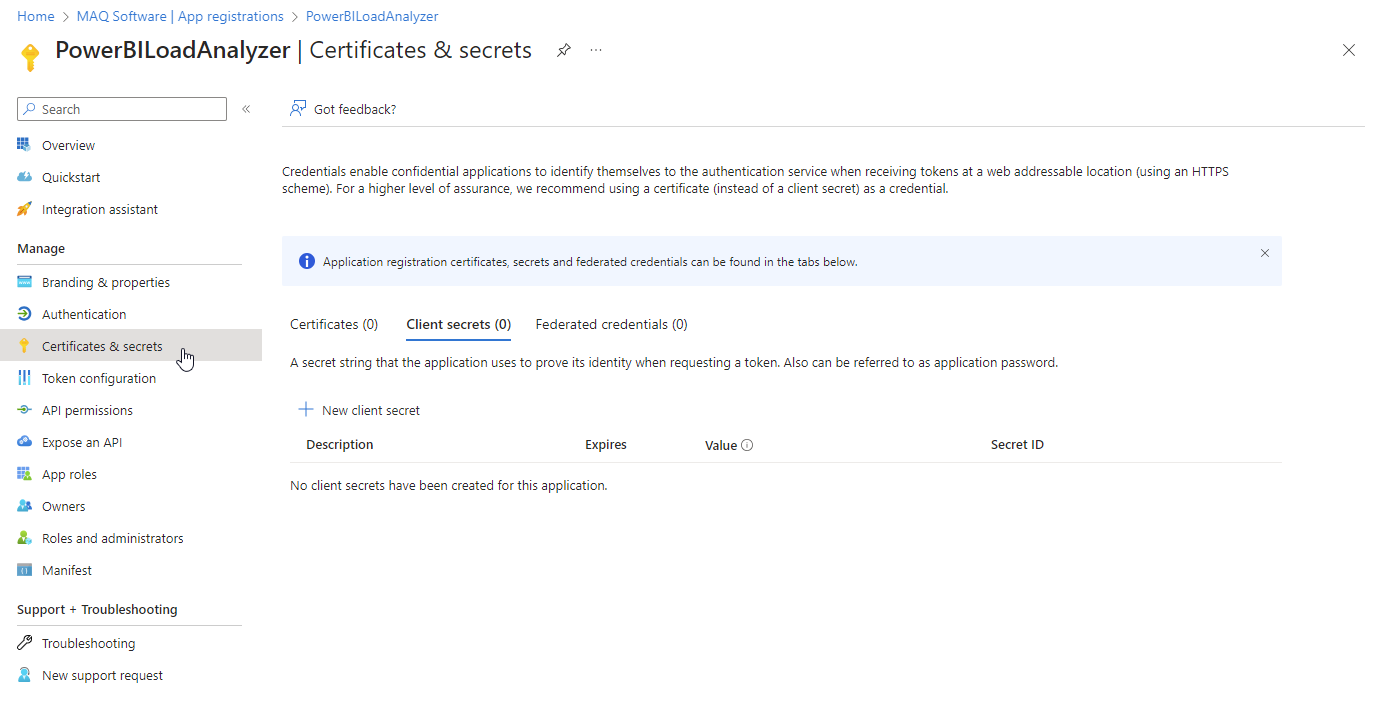 Home > MAQ Software | App registrations > PowerBILoadAnalyzer
PowerBILoadAnalyzer | Certificates & secrets
Search
Overview
Quickstart
Integration assistant
Manage
Branding & properties
Authentication
Certificates & secrets
Token configuration
API permissions
Expose an API
App roles
Owners
Roles and administrators
Manifest
Support + Troubleshooting
Troubleshooting
New support request
Got feedback?
Credentials enable confidential applications to identify themselves to the authentication service when receiving tokens at a web addressable location (using an HTTPS
scheme). For a higher level of assurance, we recommend using a certificate (instead of a client secret) as a credential.
Application registration certificates, secrets and federated credentials can be found in the tabs below.
Certificates (0) Client secrets (0) Federated credentials (0)
A secret string that the application uses to prove its identity when requesting a token. Also can be referred to as application password.
New client secret
Description Expires Value Secret ID
No client secrets have been created for this application.